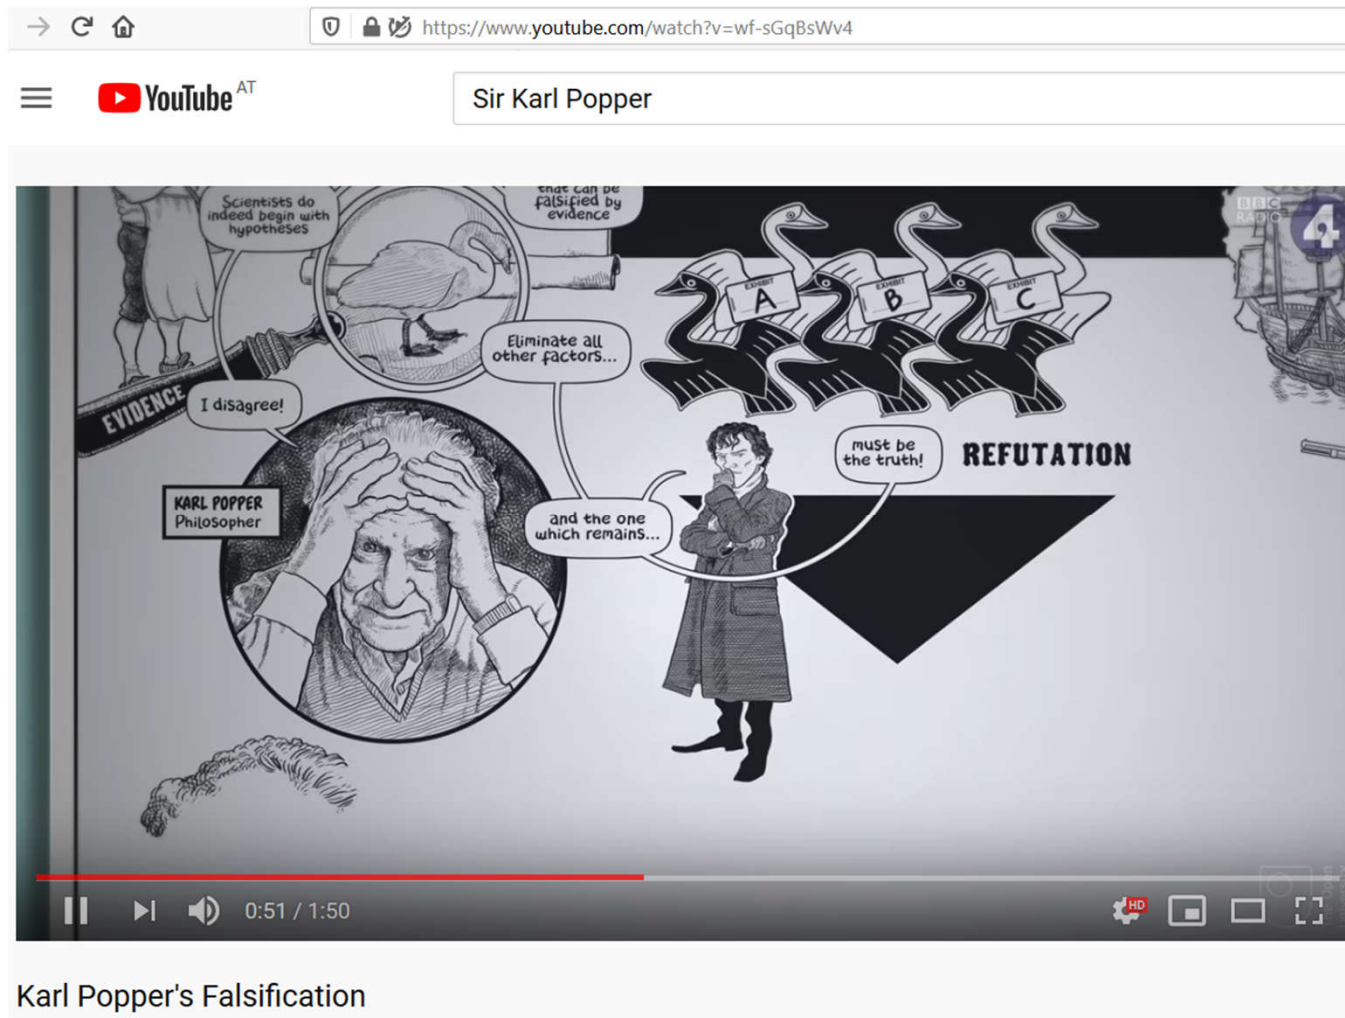 https://www.youtube.com/watch?v=wf-sGqBsWv4
YouTube AT
Sir Karl Popper
Scientists do
indeed begin with
hypotheses
that can be
falsified by
evidence
BBC
RADIO
4
EXHIBIT
A
EXHIBIT
B
EXHIBIT
C
Eliminate all
other factors...
EVIDENCE
I disagree!
must be
the truth!
REFUTATION
KARL POPPER
Philosopher
and the one
which remains...
0:51 / 1:50
HD
Karl Popper's Falsification